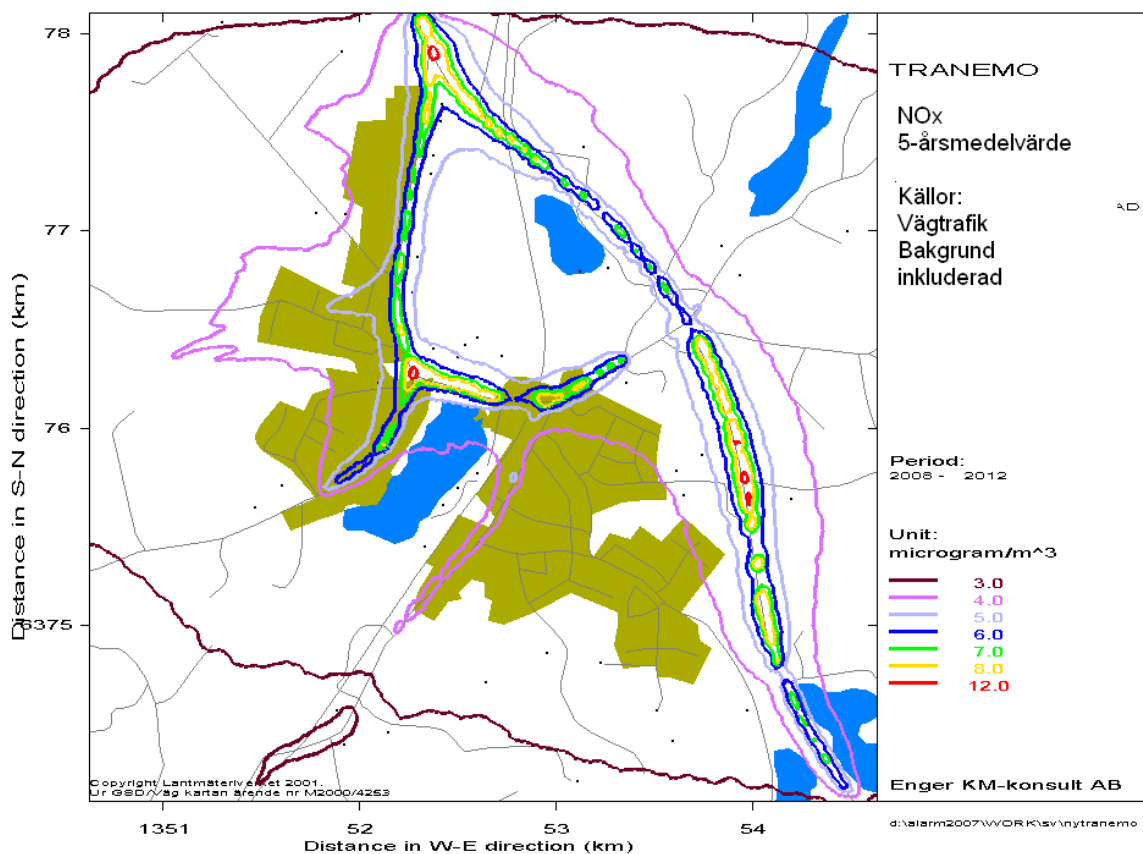 78
77
76
6375
1351
52
53
54
Distance in S-N direction (km)
Distance in W-E direction (km)
Copyright Lantmäteriverket 2001.
Ur GSD/Väg kartan ärende nr M2000/4253
TRANEMO
NOx
5-årsmedelvärde
Källor:
Vägtrafik
Bakgrund
inkluderad
AD
Period:
2008 - 2012
Unit:
microgram/m^3
3.0
4.0
5.0
6.0
7.0
8.0
12.0
Enger KM-konsult AB
d:\alarm2007\WORK\sv\nytranemo